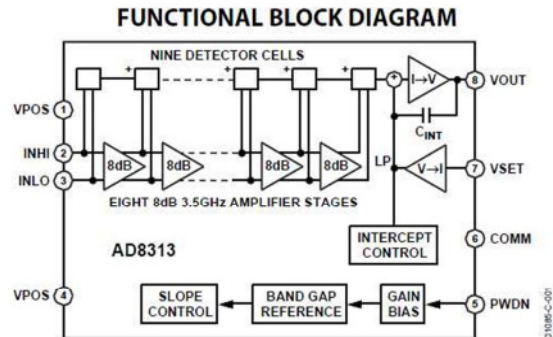 FUNCTIONAL BLOCK DIAGRAM
NINE DETECTOR CELLS
+
+
+
+
+
I→V
8 VOUT
CINT
VPOS 1
INHI 2
INLO 3
8dB
8dB
8dB
8dB
LP
V→I
7 VSET
EIGHT 8dB 3.5GHz AMPLIFIER STAGES
INTERCEPT
CONTROL
6 COMM
AD8313
VPOS 4
SLOPE
CONTROL
BAND GAP
REFERENCE
GAIN
BIAS
5 PWDN
01085-C-001